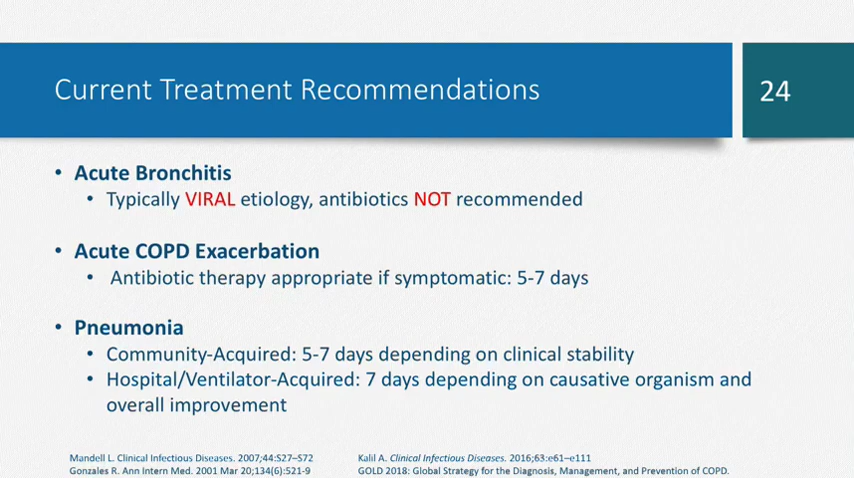 Current Treatment Recommendations
24
• Acute Bronchitis
• Typically VIRAL etiology, antibiotics NOT recommended
• Acute COPD Exacerbation
• Antibiotic therapy appropriate if symptomatic: 5-7 days
• Pneumonia
• Community-Acquired: 5-7 days depending on clinical stability
• Hospital/Ventilator-Acquired: 7 days depending on causative organism and
overall improvement
Mandell L. Clinical Infectious Diseases. 2007;44:S27–S72
Gonzales R. Ann Intern Med. 2001 Mar 20;134(6):521-9
Kalil A. Clinical Infectious Diseases. 2016;63:e61–e111
GOLD 2018: Global Strategy for the Diagnosis, Management, and Prevention of COPD.